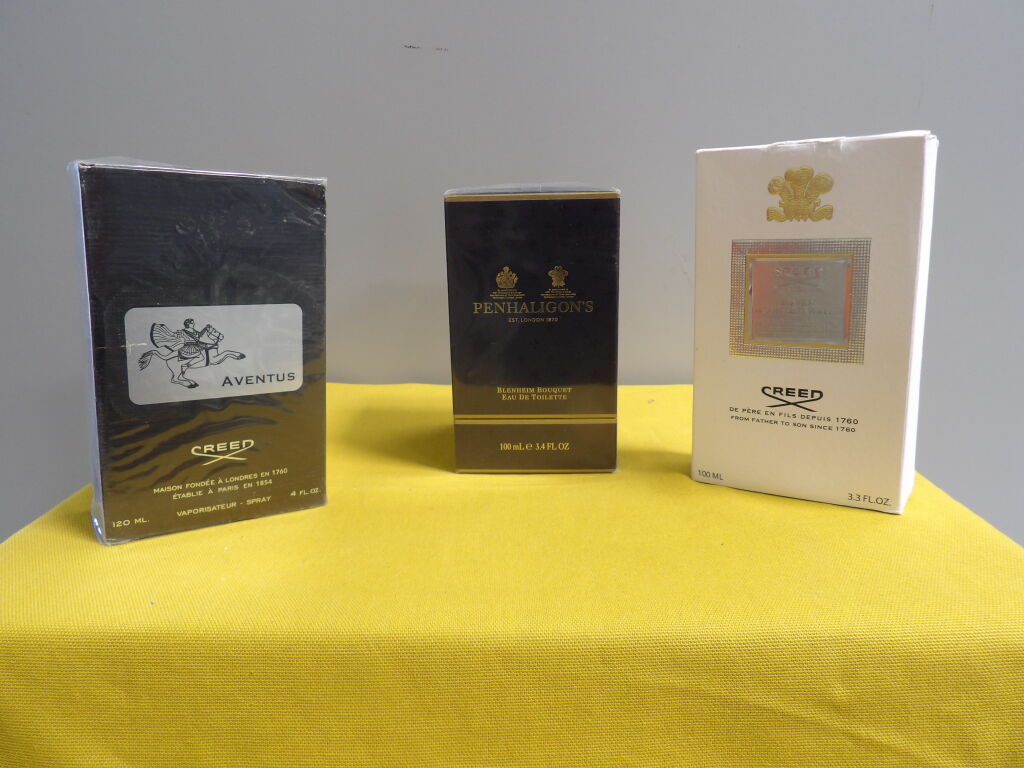 AVENTUS
CREED
MAISON FONDÉE À LONDRES EN 1760
ÉTABLIE À PARIS EN 1854
VAPORISATEUR - SPRAY
120 ML.
4 FL.OZ.
PENHALIGON'S
EST. LONDON 1870
BLENHEIM BOUQUET
EAU DE TOILETTE
100 mL e 3.4 FL OZ
CREED
CREED
DE PÈRE EN FILS DEPUIS 1760
FROM FATHER TO SON SINCE 1760
100 ML
3.3 FL.OZ.